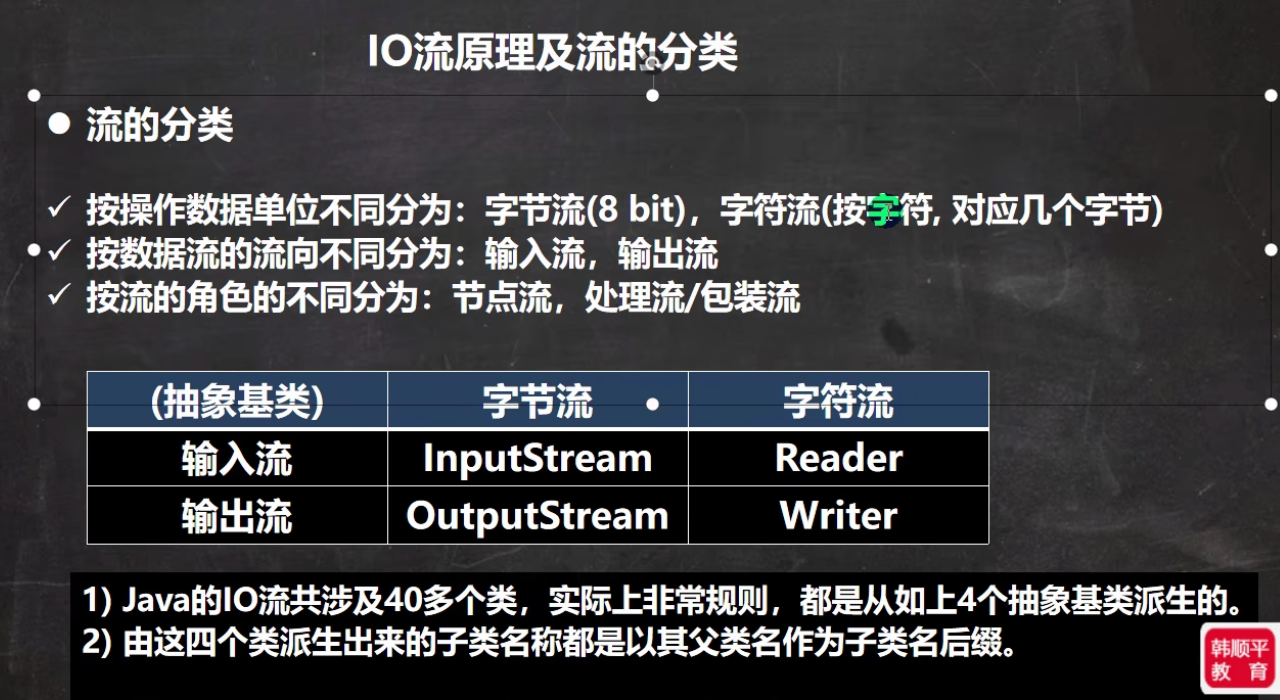 IO流原理及流的分类
流的分类
按操作数据单位不同分为：字节流(8 bit)，字符流(按字符, 对应几个字节)
按数据流的流向不同分为：输入流，输出流
按流的角色的不同分为：节点流，处理流/包装流
(抽象基类) 字节流 字符流
输入流 InputStream Reader
输出流 OutputStream Writer
1) Java的IO流共涉及40多个类，实际上非常规则，都是从如上4个抽象基类派生的。
2) 由这四个类派生出来的子类名称都是以其父类名作为子类名后缀。
韩顺平
教 育